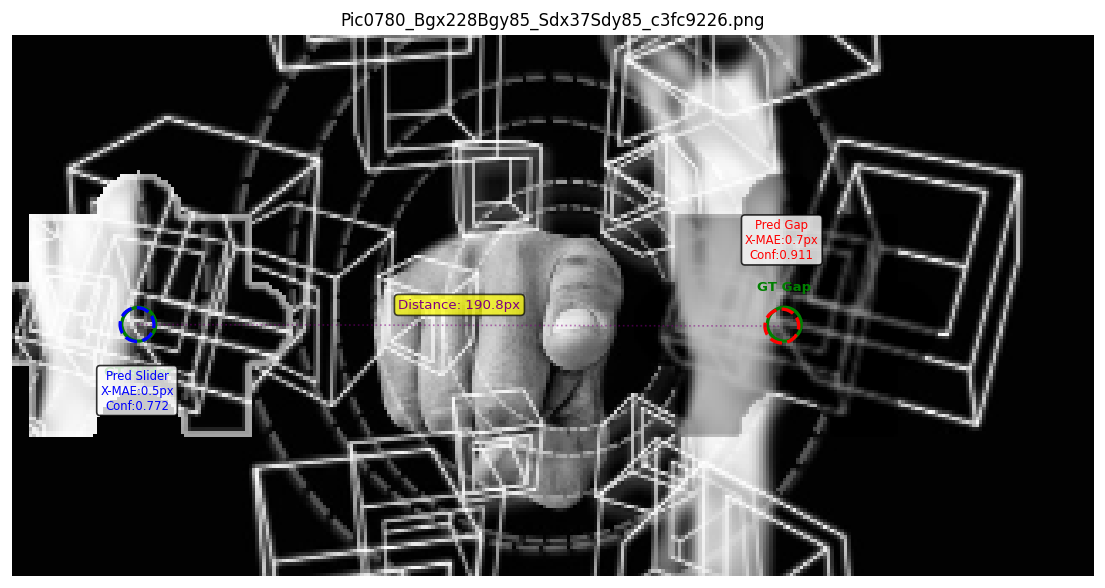 Pic0780_Bgx228Bgy85_Sdx37Sdy85_c3fc9226.png
Pred Gap
X-MAE:0.7px
Conf:0.911
GT Gap
Distance: 190.8px
Pred Slider
X-MAE:0.5px
Conf:0.772